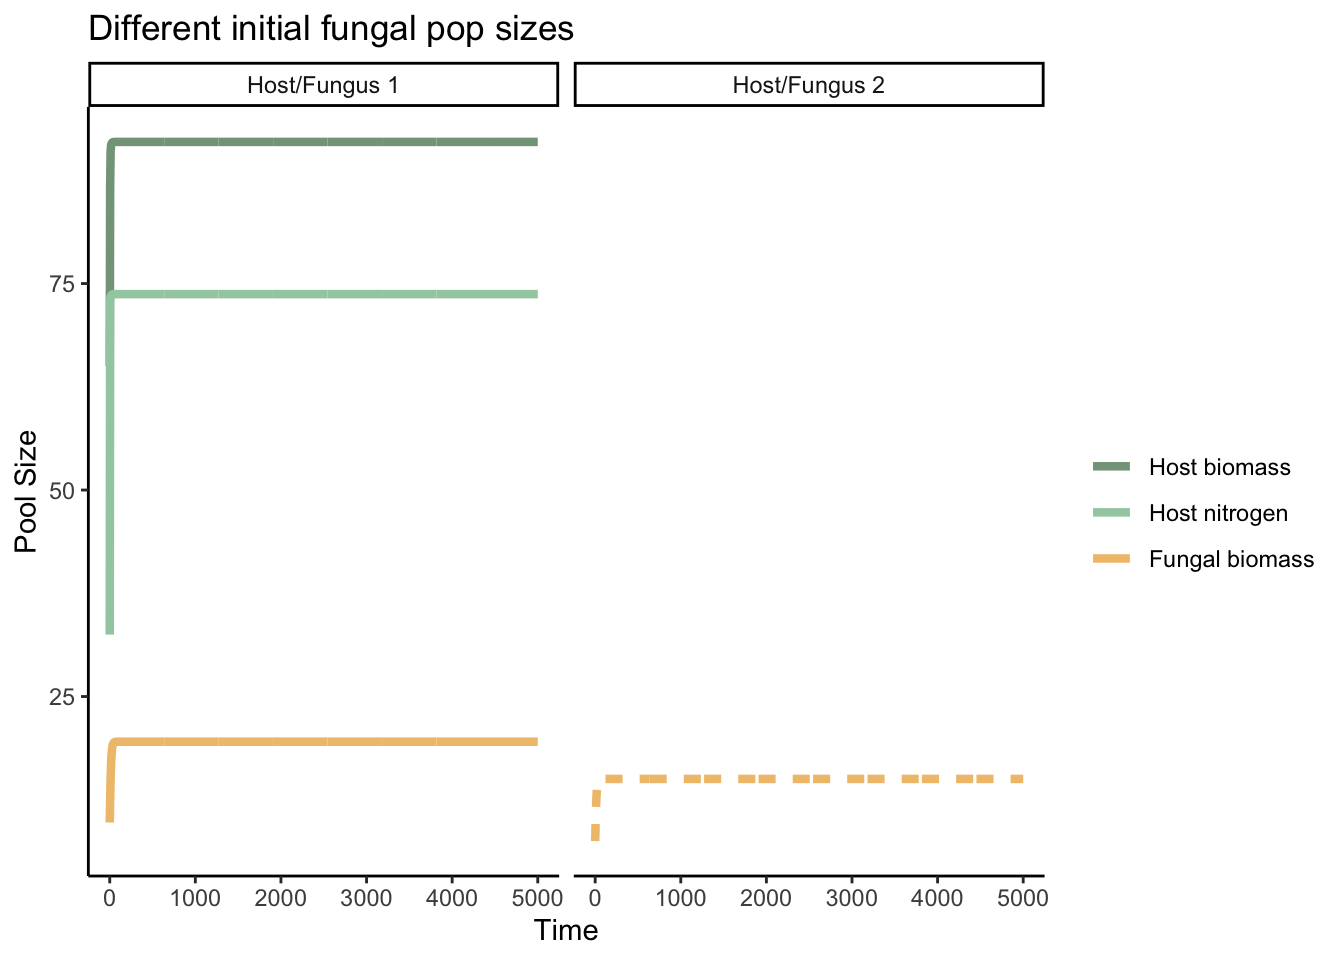 Different initial fungal pop sizes
Host/Fungus 1
Host/Fungus 2
Pool Size
75
50
25
0 1000 2000 3000 4000 5000
0 1000 2000 3000 4000 5000
Time
Host biomass
Host nitrogen
Fungal biomass